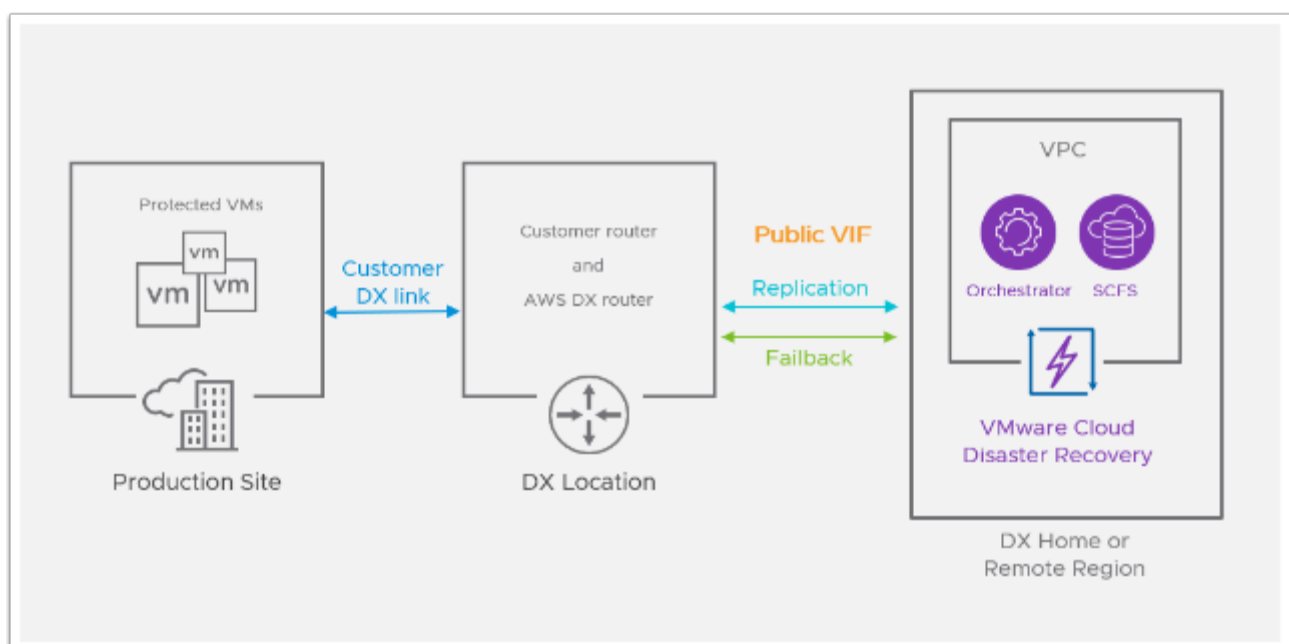 Protected VMs
vm
vm
vm
Production Site
Customer
DX link
Customer router
and
AWS DX router
DX Location
Public VIF
Replication
Failback
VPC
Orchestrator
SCFS
VMware Cloud
Disaster Recovery
DX Home or
Remote Region